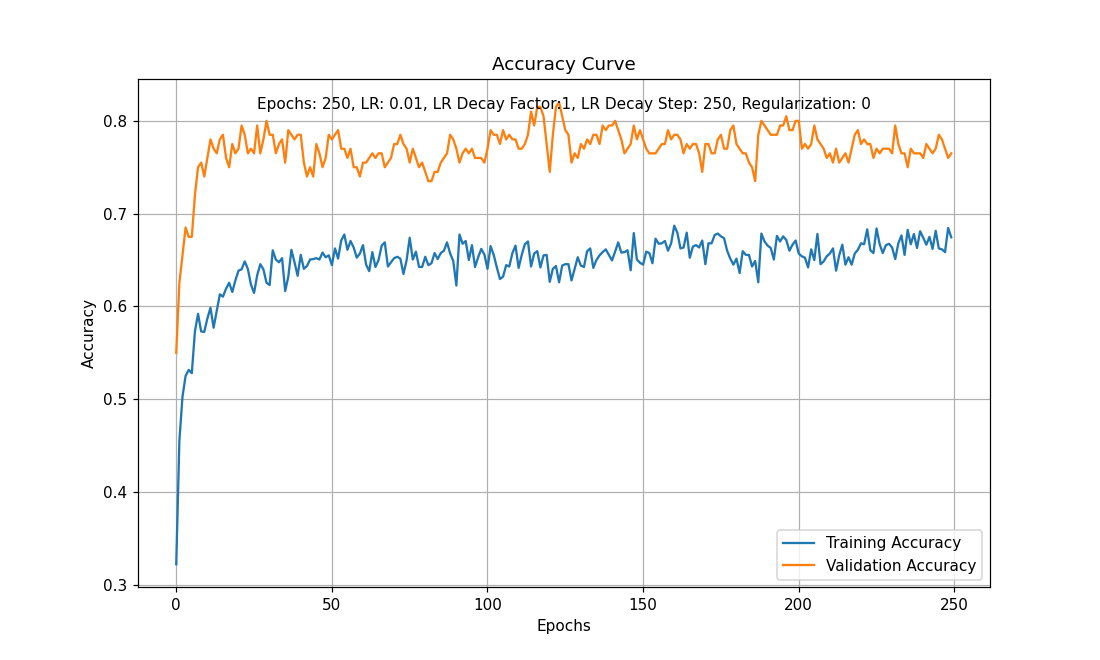 Accuracy Curve
Epochs: 250, LR: 0.01, LR Decay Factor:1, LR Decay Step: 250, Regularization: 0
Accuracy
0.8
0.7
0.6
0.5
0.4
0.3
0 50 100 150 200 250
Epochs
Training Accuracy
Validation Accuracy